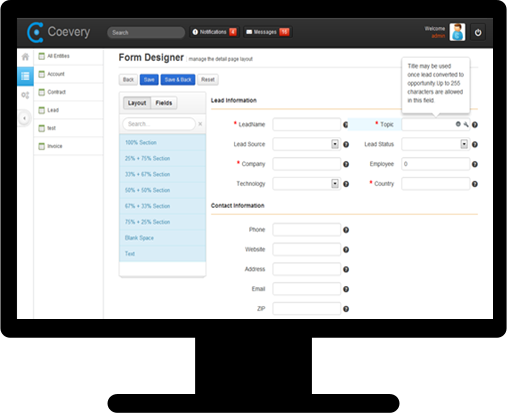 Coevery
Search
Notifications 4
Messages 10
Welcome
admin
All Entities
Account
Contract
Lead
test
Invoice
Form Designer : manage the detail page layout
Back
Save
Save & Back
Reset
Title may be used
once lead converted to
opportunity Up to 255
characters are allowed
in this field.
Layout
Fields
Search...
100% Section
25% + 75% Section
33% + 67% Section
50% + 50% Section
67% + 33% Section
75% + 25% Section
Blank Space
Text
Lead Information
* LeadName
* Topic
Lead Source
Lead Status
* Company
Employee 0
Technology
* Country
Contact Information
Phone
Website
Address
Email
ZIP